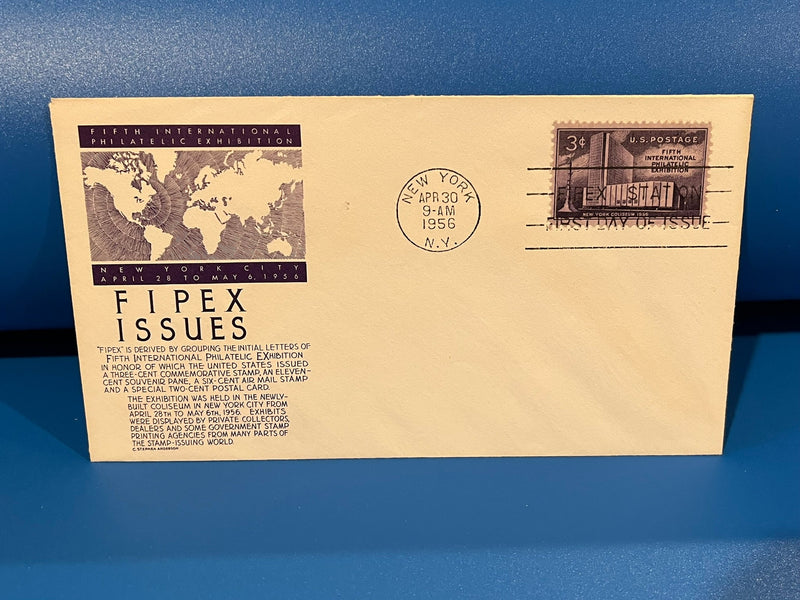 FIFTH INTERNATIONAL
PHILATELIC EXHIBITION
NEW YORK CITY
APRIL 28 TO MAY 6, 1956
FIPEX
ISSUES
"FIPEX" IS DERIVED BY GROUPING THE INITIAL LETTERS OF
FIFTH INTERNATIONAL PHILATELIC EXHIBITION
IN HONOR OF WHICH THE UNITED STATES ISSUED
A THREE-CENT COMMEMORATIVE STAMP, AN ELEVEN-
CENT SOUVENIR PANE, A SIX-CENT AIR MAIL STAMP
AND A SPECIAL TWO-CENT POSTAL CARD.
THE EXHIBITION WAS HELD IN THE NEWLY-
BUILT COLISEUM IN NEW YORK CITY FROM
APRIL 28TH TO MAY 6TH, 1956. EXHIBITS
WERE DISPLAYED BY PRIVATE COLLECTORS,
DEALERS AND SOME GOVERNMENT STAMP
PRINTING AGENCIES FROM MANY PARTS OF
THE STAMP-ISSUING WORLD.
C. STEPHEN ANDERSON
NEW YORK
APR 30
9-AM
1956
N.Y.
3¢ U.S. POSTAGE
FIFTH
INTERNATIONAL
PHILATELIC
EXHIBITION
NEW YORK COLISEUM 1956
FIPEX STATION
FIRST DAY OF ISSUE